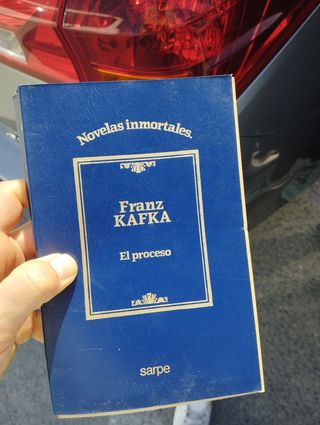 Novelas inmortales.
Franz
KAFKA
El proceso
sarpe